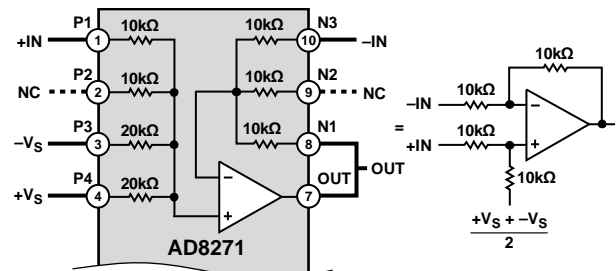 P1
+IN
1
10kΩ
10kΩ
N3
10
–IN
P2
NC
2
10kΩ
10kΩ
N2
9
NC
P3
–VS
3
20kΩ
10kΩ
N1
8
P4
+VS
4
20kΩ
–
+
OUT
7
OUT
AD8271
=
10kΩ
–IN
10kΩ
–
+IN
10kΩ
+
10kΩ
+VS + –VS
2